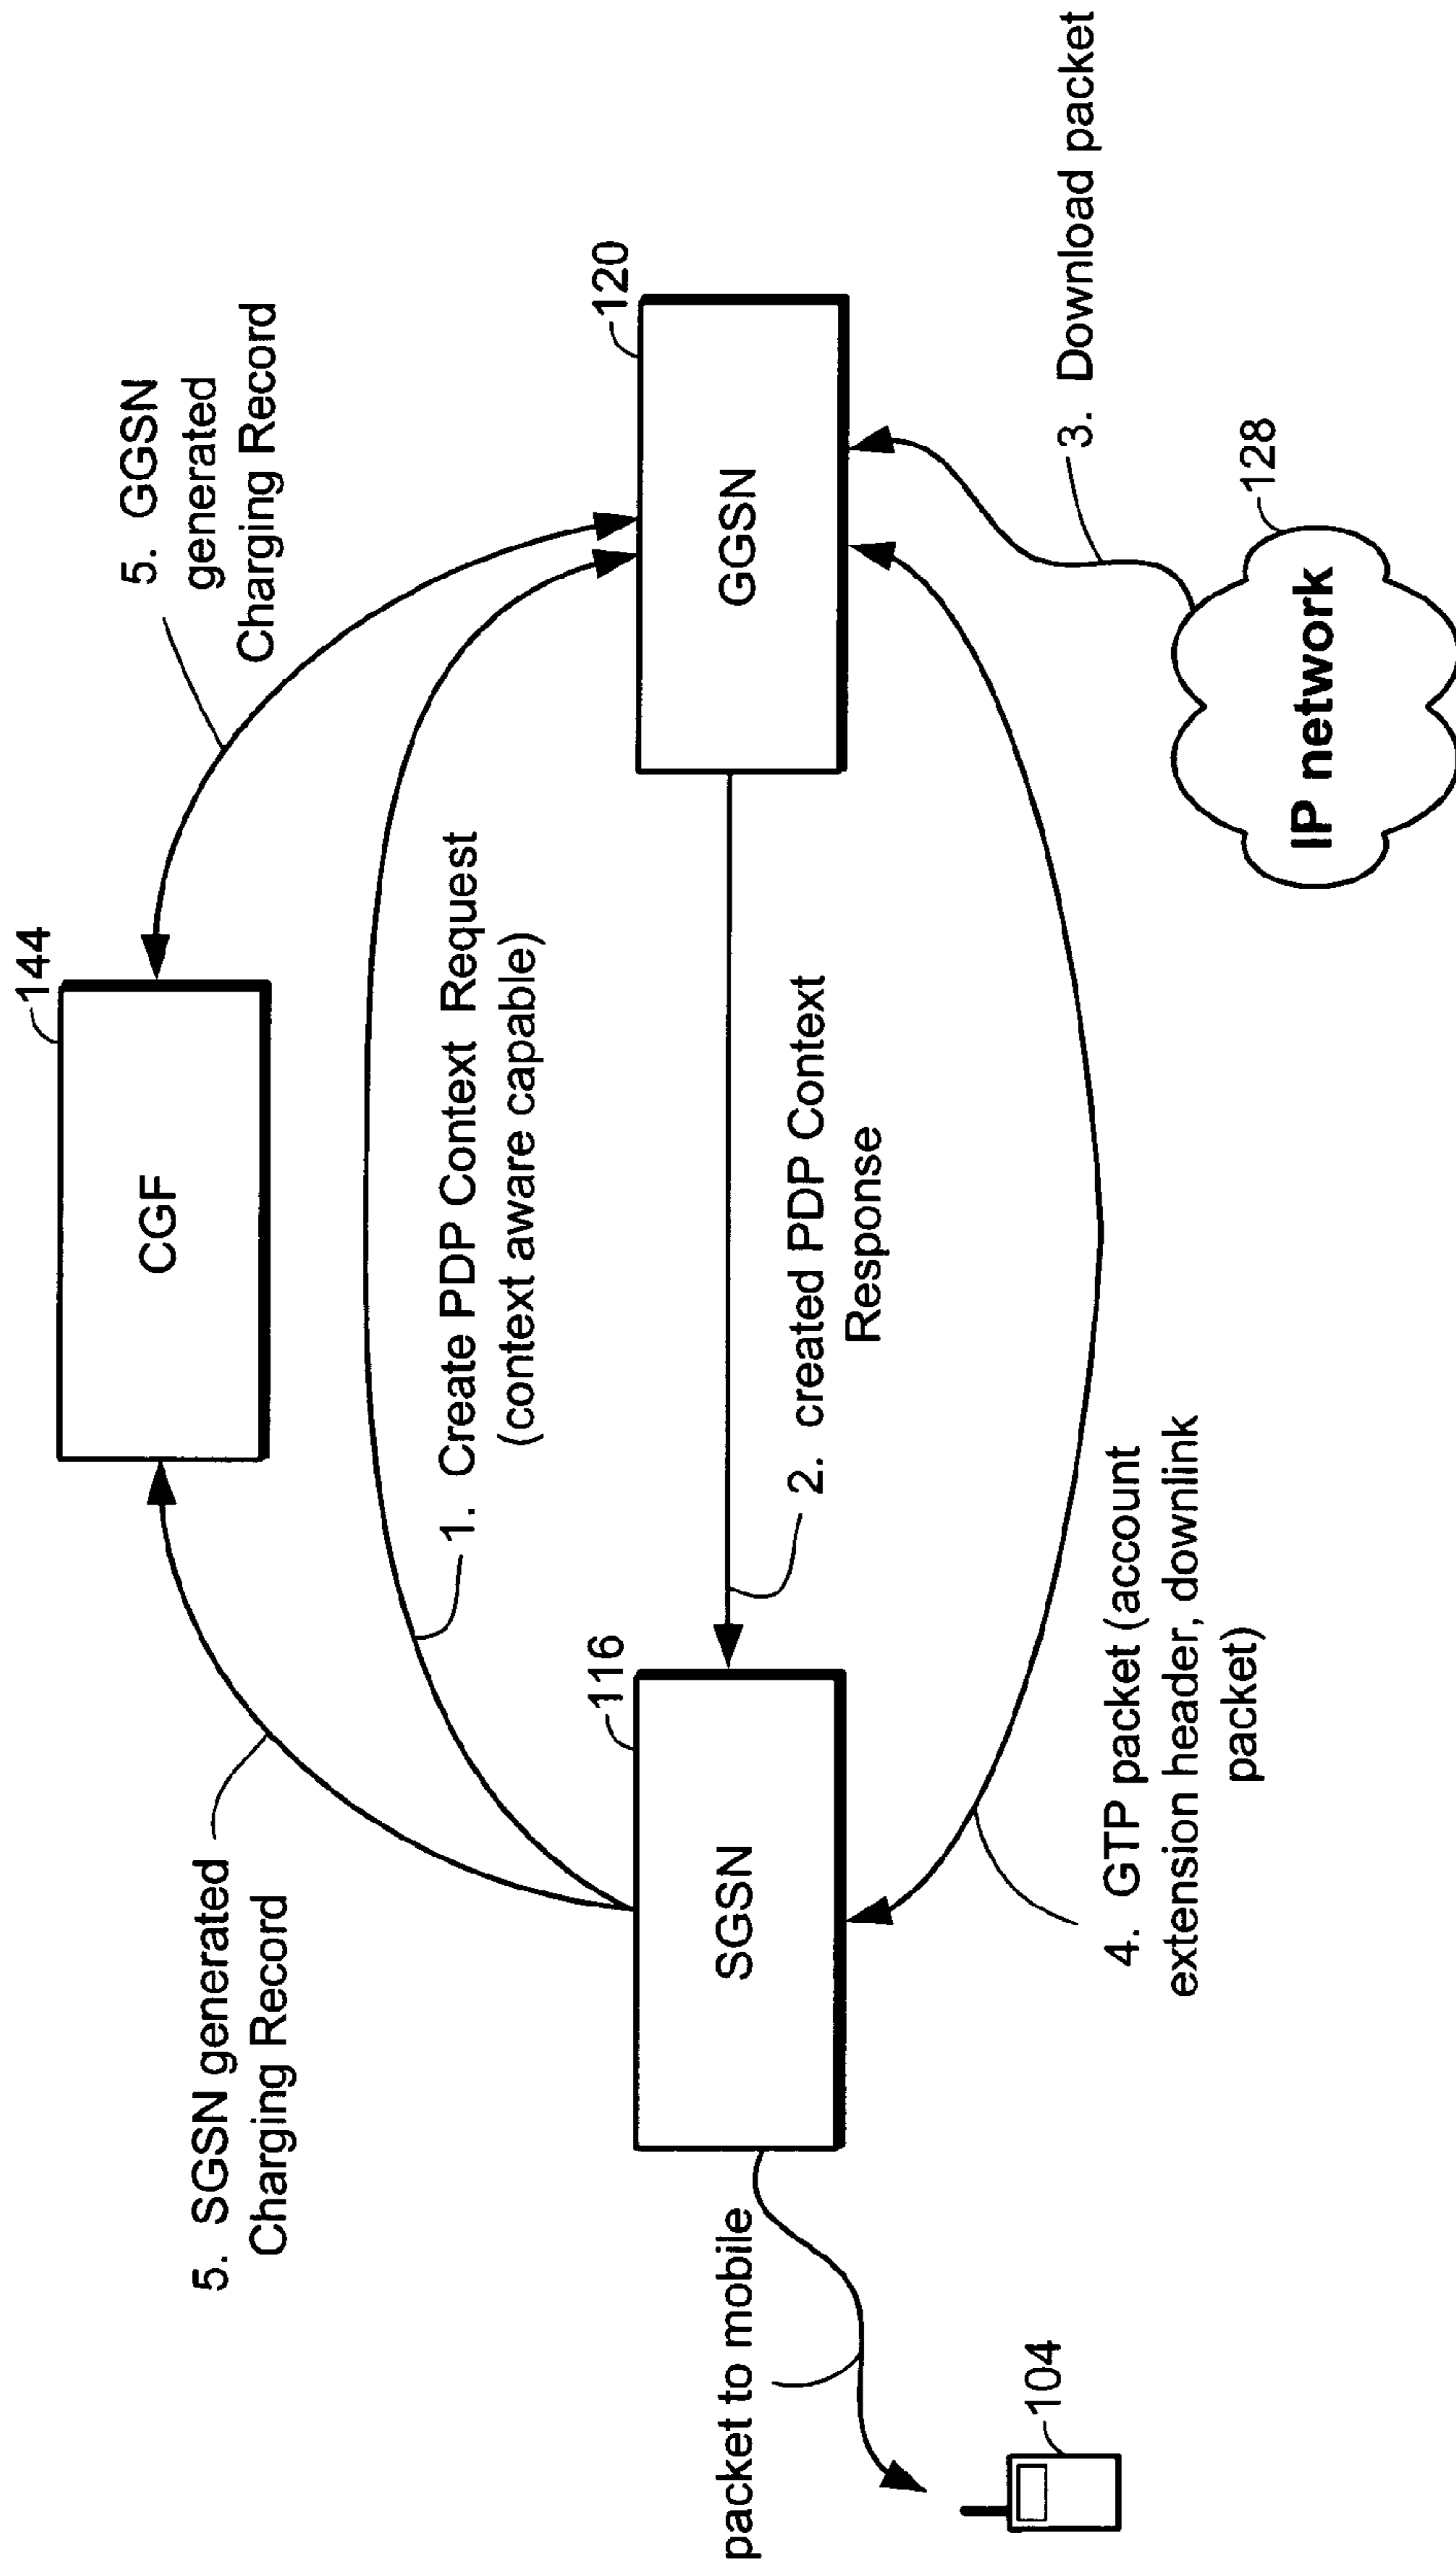 144
CGF
5. SGSN generated
Charging Record
5. GGSN
generated
Charging Record
1. Create PDP Context Request
(context aware capable)
116
SGSN
120
GGSN
2. created PDP Context
Response
packet to mobile
104
4. GTP packet (account
extension header, downlink
packet)
3. Download packet
128
IP network